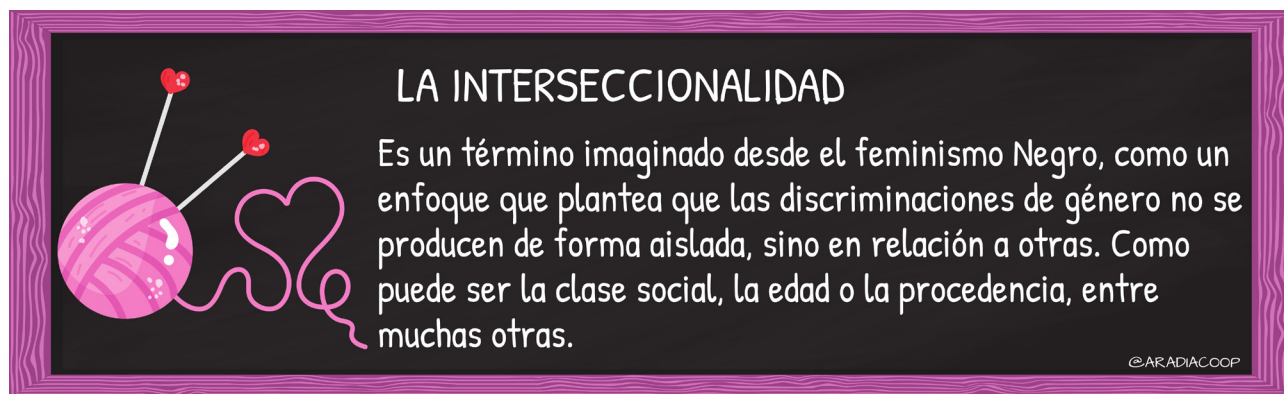 LA INTERSECCIONALIDAD
Es un término imaginado desde el feminismo Negro, como un
enfoque que plantea que las discriminaciones de género no se
producen de forma aislada, sino en relación a otras. Como
puede ser la clase social, la edad o la procedencia, entre
muchas otras.
@ARADIACOOP